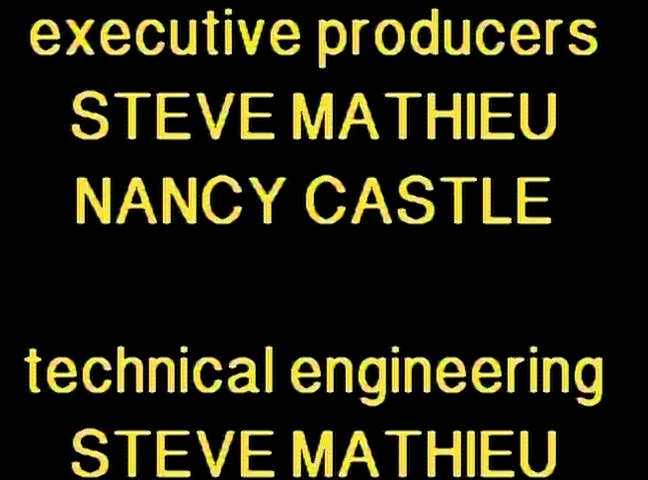 executive producers
STEVE MATHIEU
NANCY CASTLE
technical engineering
STEVE MATHIEU